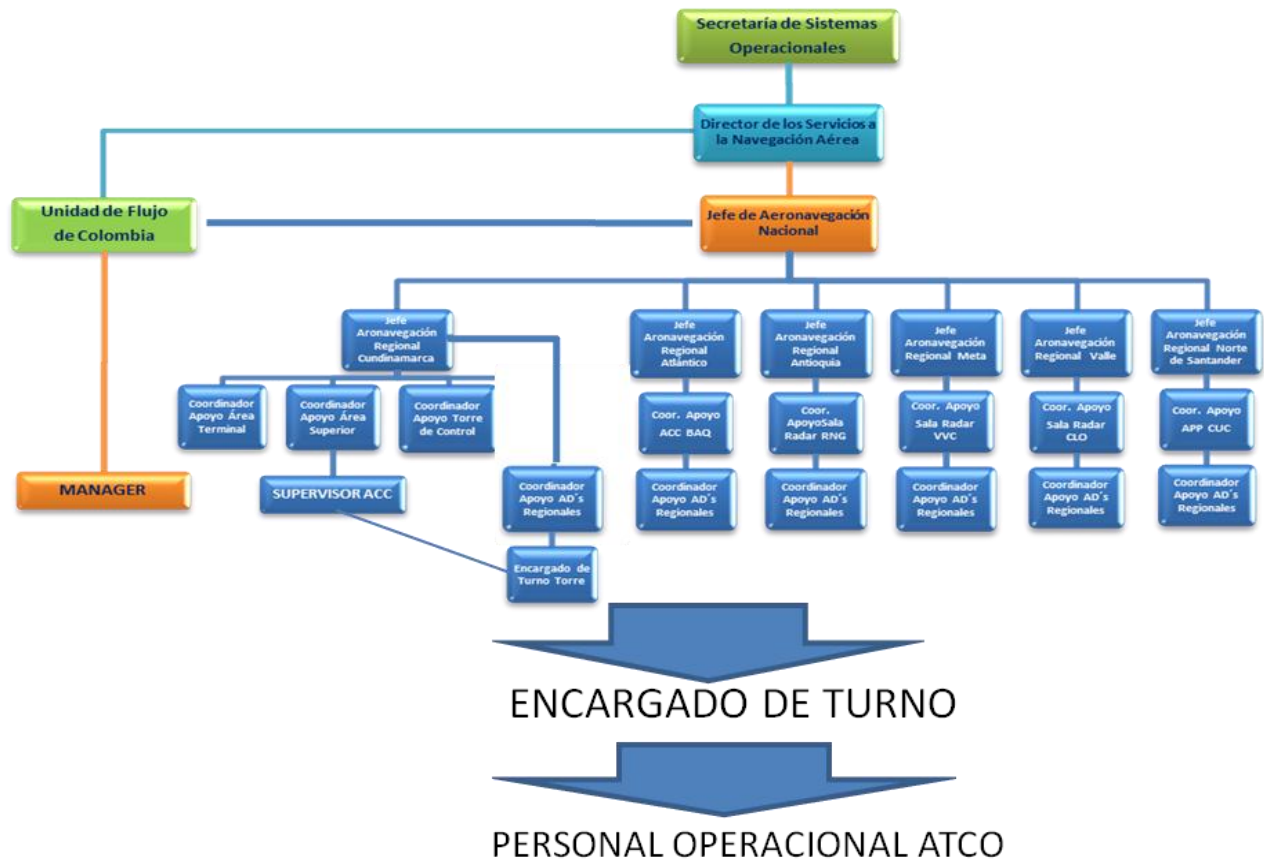 Secretaría de Sistemas
Operacionales
Director de los Servicios a
la Navegación Aérea
Unidad de Flujo
de Colombia
Jefe de Aeronavegación
Nacional
Jefe
Aronavegación
Regional
Cundinamarca
Jefe
Aronavegación
Regional
Atlántico
Jefe
Aronavegación
Regional
Antioquia
Jefe
Aronavegación
Regional Meta
Jefe
Aronavegación
Regional Valle
Jefe
Aronavegación
Regional Norte
de Santander
Coordinador
Apoyo Área
Terminal
Coordinador
Apoyo Área
Superior
Coordinador
Apoyo Torre
de Control
Coor. Apoyo
ACC BAQ
Coor.
ApoyoSala
Radar RNG
Coor. Apoyo
Sala Radar
VVC
Coor. Apoyo
Sala Radar
CLO
Coor. Apoyo
APP CUC
MANAGER
SUPERVISOR ACC
Coordinador
Apoyo AD´s
Regionales
Coordinador
Apoyo AD´s
Regionales
Coordinador
Apoyo AD´s
Regionales
Coordinador
Apoyo AD´s
Regionales
Coordinador
Apoyo AD´s
Regionales
Coordinador
Apoyo AD´s
Regionales
Encargado de
Turno Torre
ENCARGADO DE TURNO
PERSONAL OPERACIONAL ATCO